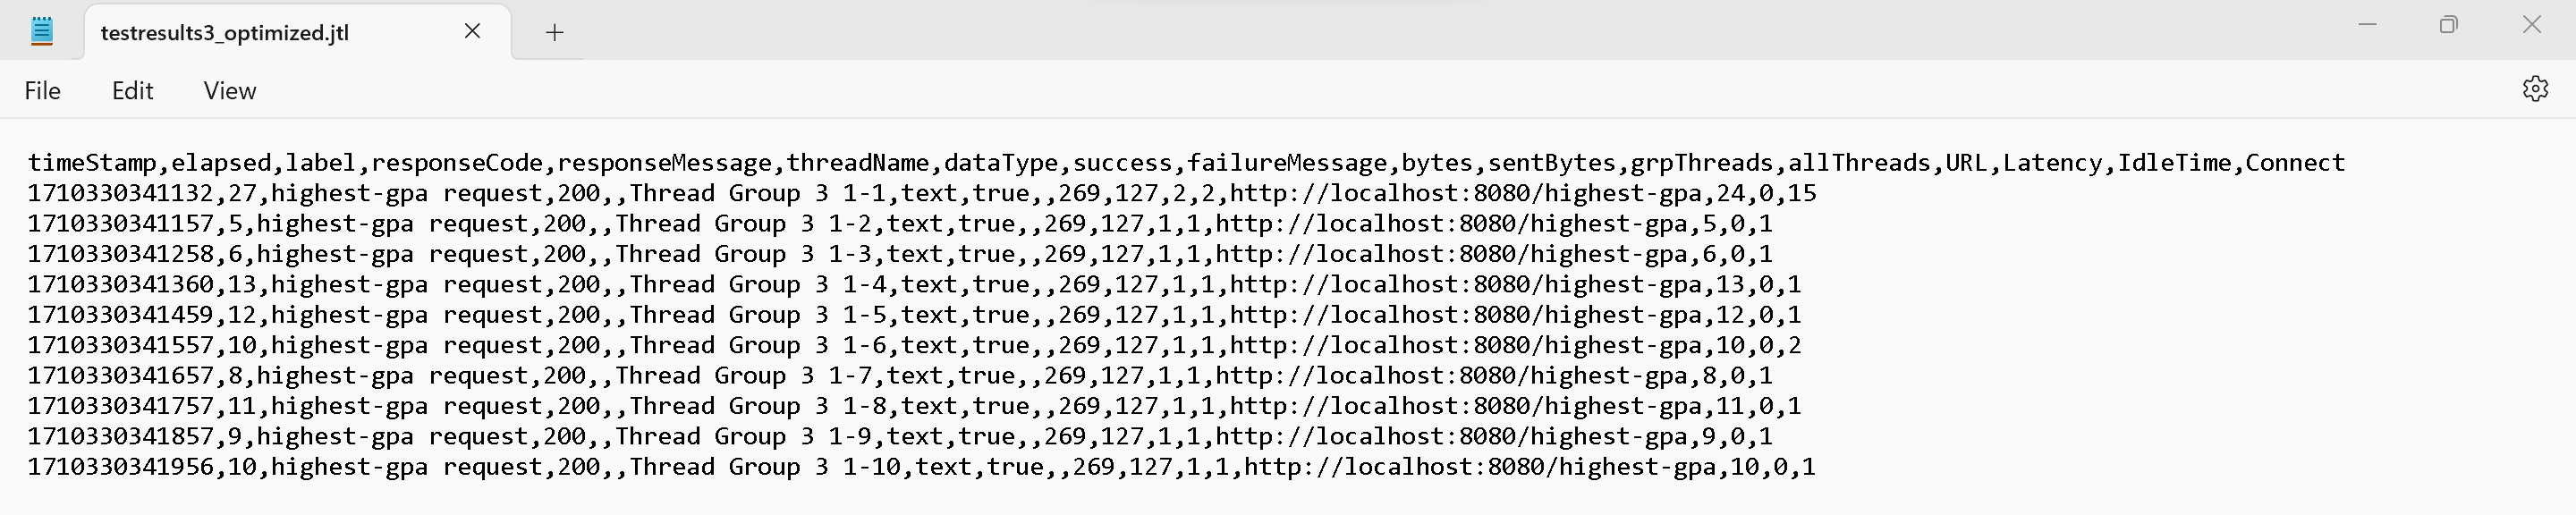 testresults3_optimized.jtl
File Edit View
timeStamp,elapsed,label,responseCode,responseMessage,threadName,dataType,success,failureMessage,bytes,sentBytes,grpThreads,allThreads,URL,Latency,IdleTime,Connect
1710330341132,27,highest-gpa request,200,,Thread Group 3 1-1,text,true,,269,127,2,2,http://localhost:8080/highest-gpa,24,0,15
1710330341157,5,highest-gpa request,200,,Thread Group 3 1-2,text,true,,269,127,1,1,http://localhost:8080/highest-gpa,5,0,1
1710330341258,6,highest-gpa request,200,,Thread Group 3 1-3,text,true,,269,127,1,1,http://localhost:8080/highest-gpa,6,0,1
1710330341360,13,highest-gpa request,200,,Thread Group 3 1-4,text,true,,269,127,1,1,http://localhost:8080/highest-gpa,13,0,1
1710330341459,12,highest-gpa request,200,,Thread Group 3 1-5,text,true,,269,127,1,1,http://localhost:8080/highest-gpa,12,0,1
1710330341557,10,highest-gpa request,200,,Thread Group 3 1-6,text,true,,269,127,1,1,http://localhost:8080/highest-gpa,10,0,2
1710330341657,8,highest-gpa request,200,,Thread Group 3 1-7,text,true,,269,127,1,1,http://localhost:8080/highest-gpa,8,0,1
1710330341757,11,highest-gpa request,200,,Thread Group 3 1-8,text,true,,269,127,1,1,http://localhost:8080/highest-gpa,11,0,1
1710330341857,9,highest-gpa request,200,,Thread Group 3 1-9,text,true,,269,127,1,1,http://localhost:8080/highest-gpa,9,0,1
1710330341956,10,highest-gpa request,200,,Thread Group 3 1-10,text,true,,269,127,1,1,http://localhost:8080/highest-gpa,10,0,1